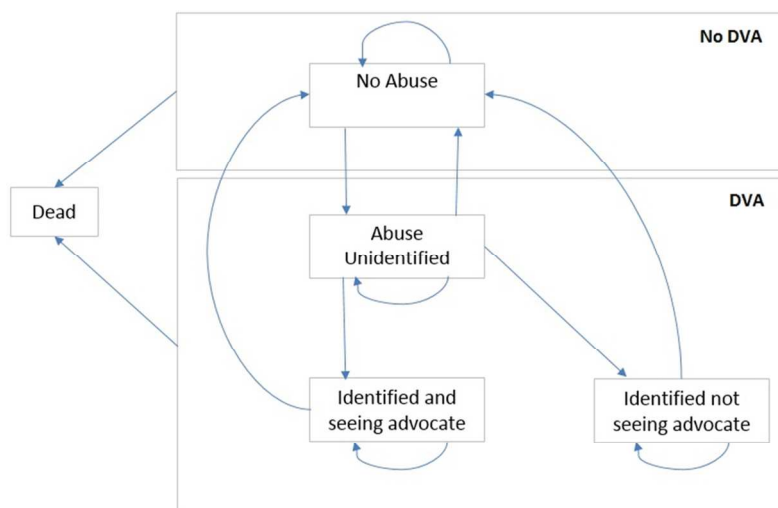 No DVA
No Abuse
Dead
DVA
Abuse
Unidentified
Identified and
seeing advocate
Identified not
seeing advocate